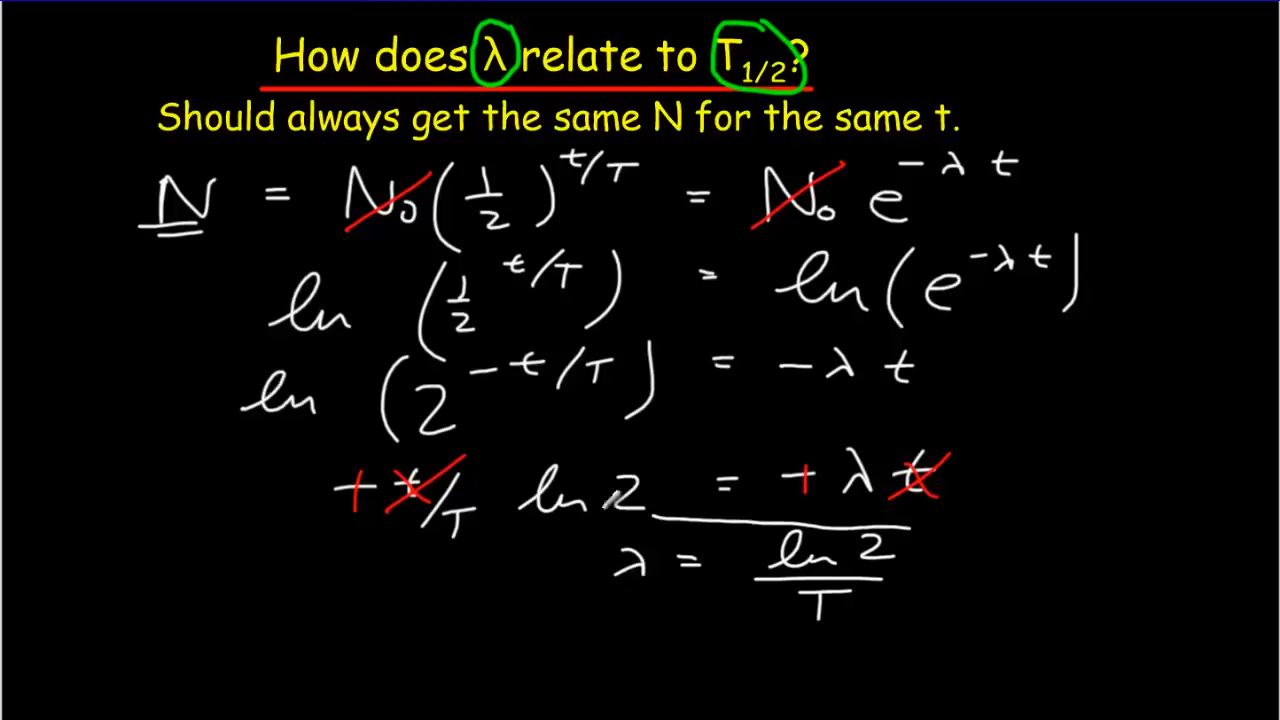 How does λ relate to T₁/₂?
Should always get the same N for the same t.
N = N₀ (1/2)^(t/T) = N₀ e^(-λt)
ln (1/2^(t/T)) = ln(e^(-λt))
ln (2^(-t/T)) = -λt
+ t/T ln 2 = + λt
λ = ln 2 / T